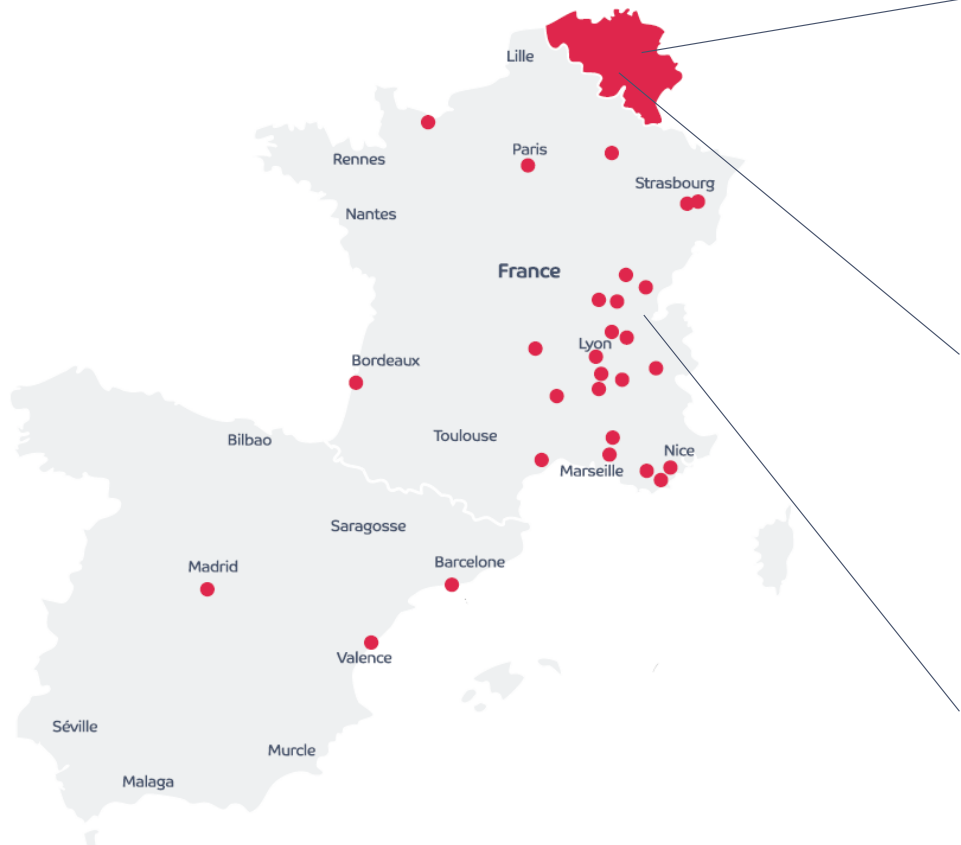 Lille
Paris
Rennes
Strasbourg
Nantes
France
Lyon
Bordeaux
Toulouse
Bilbao
Nice
Marseille
Saragosse
Barcelone
Madrid
Valence
Séville
Murcle
Malaga